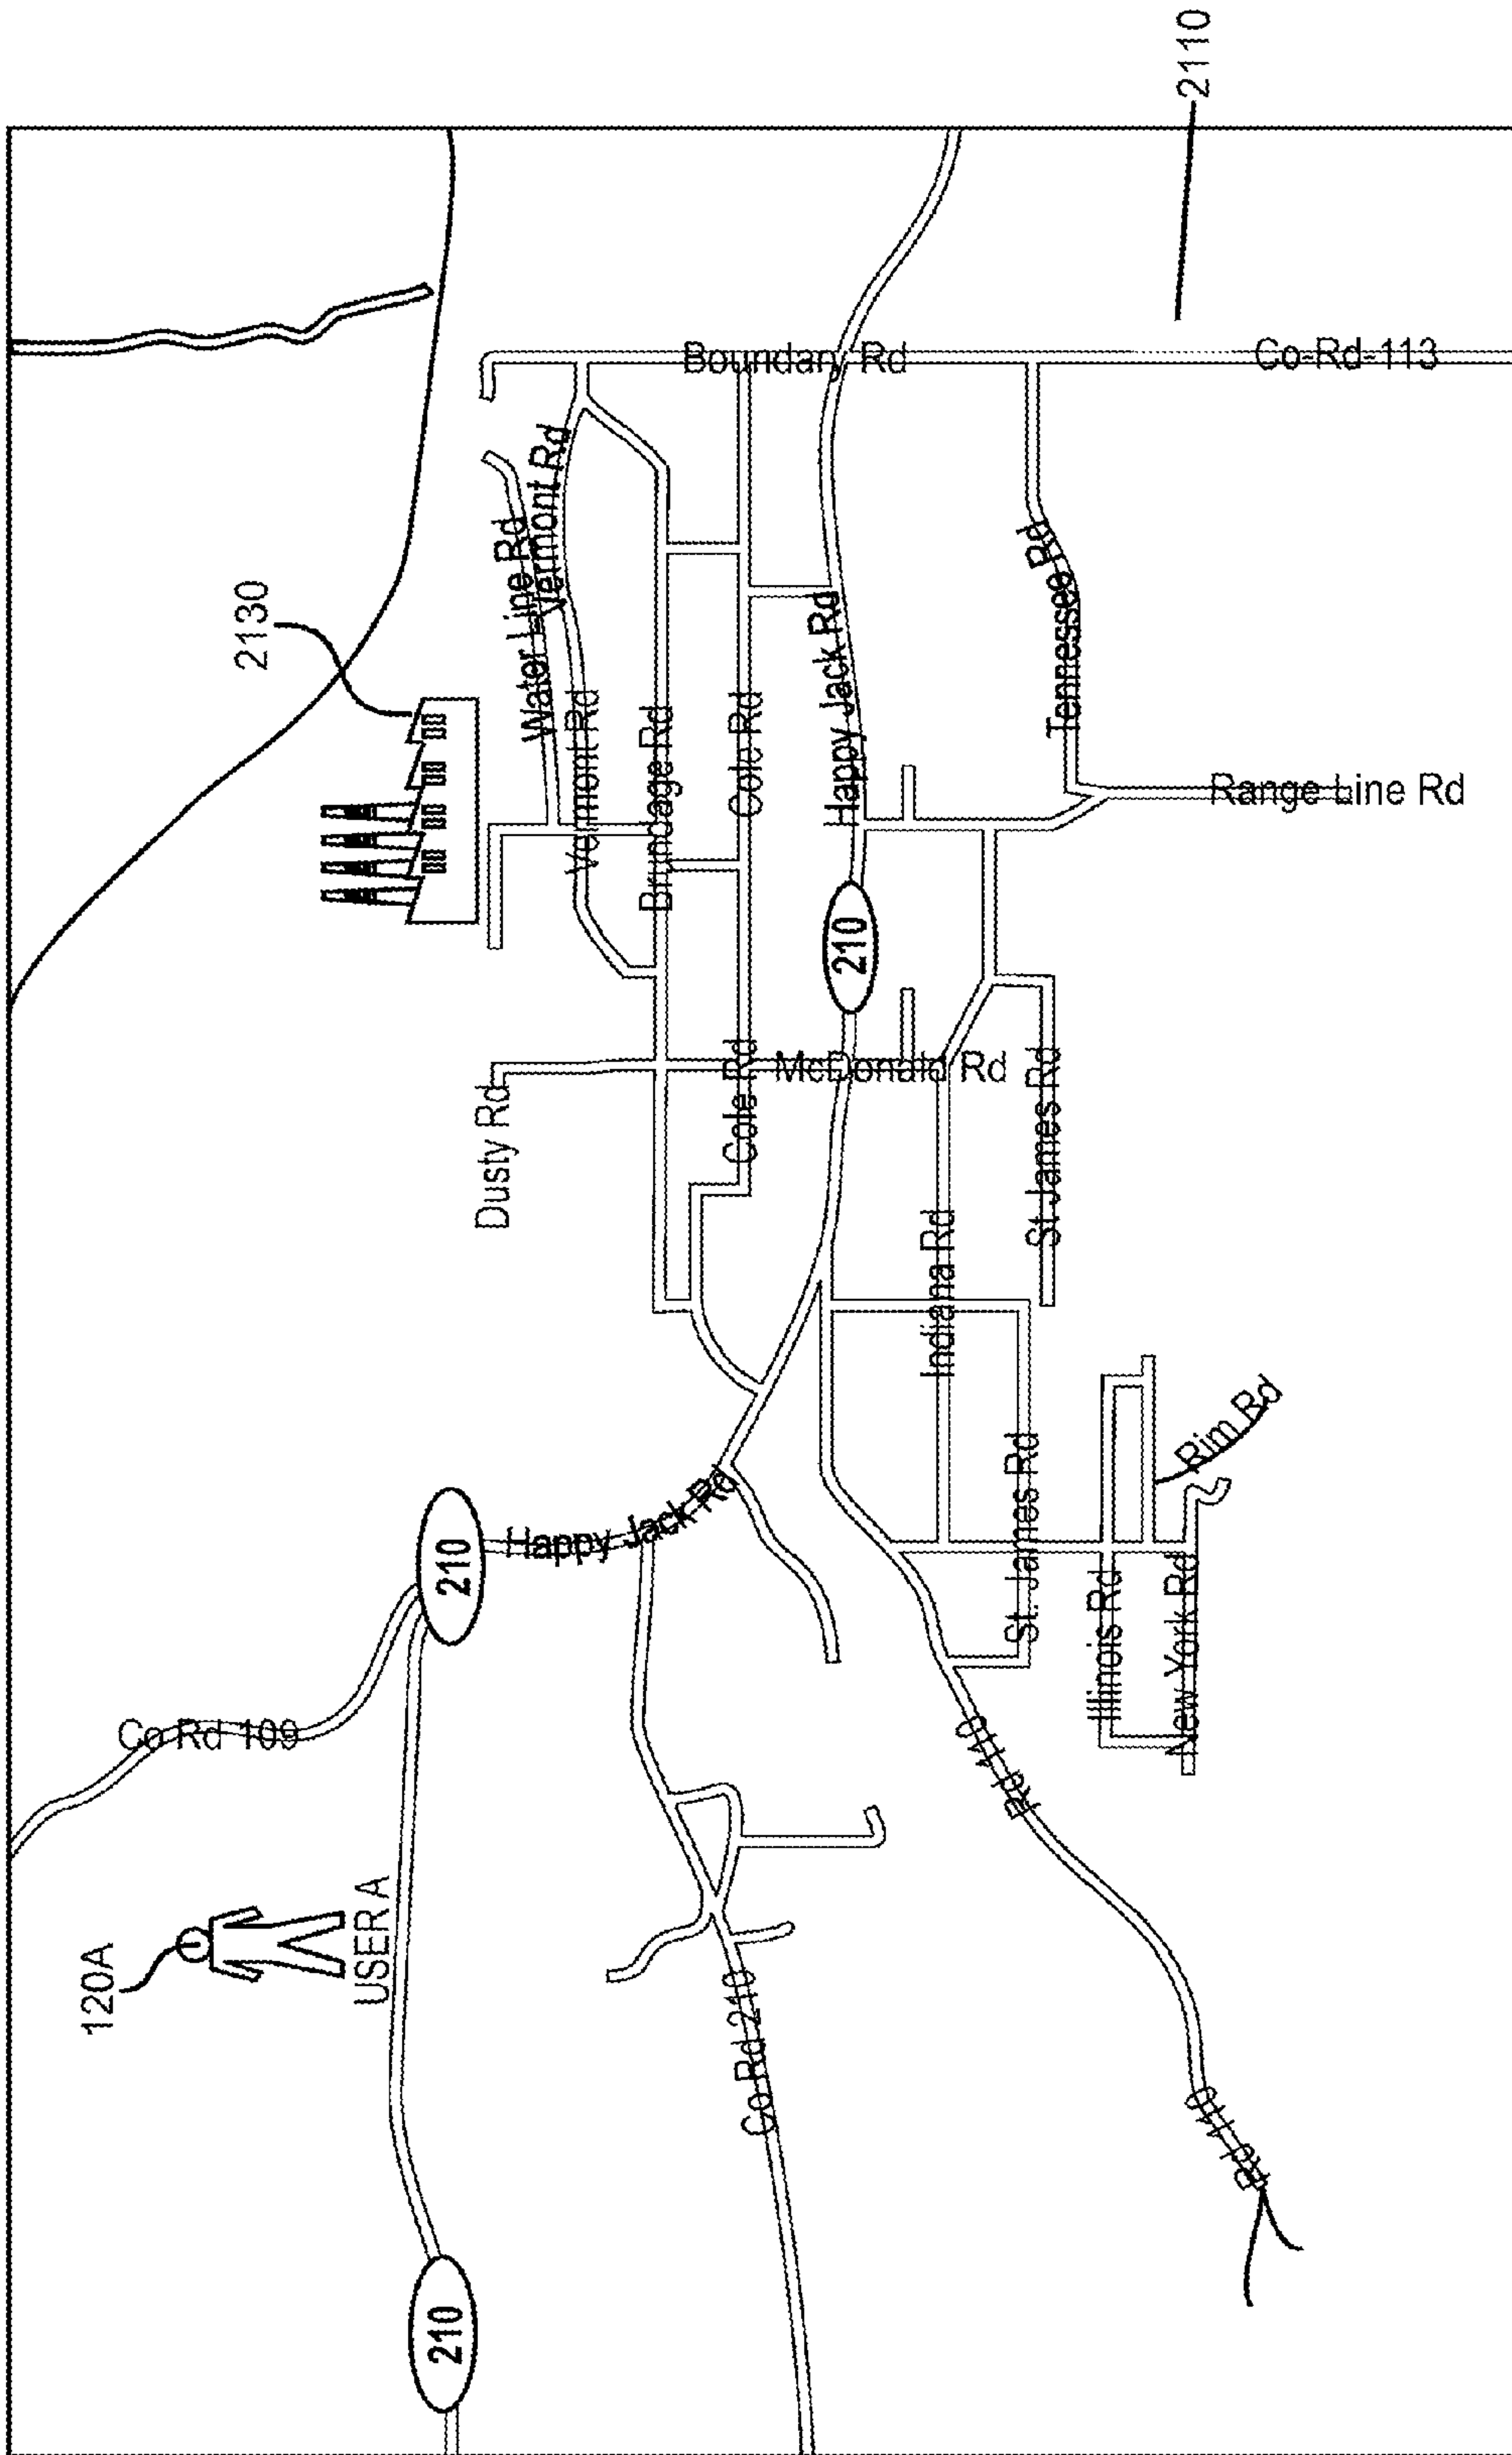 2110
2130
120A
USER A
Co Rd 109
210
210
Happy Jack Rd
Co Rd 210
Dusty Rd
Water Line Rd
Vermont Rd
Vermont Rd
Brundage Rd
Boundary Rd
Co-Rd-113
Cole Rd
Cole Rd
Happy Jack Rd
210
McDonald Rd
Tennessee Rd
Range Line Rd
Indiana Rd
St James Rd
St. James Rd
Rim Rd
Illinois Rd
New York Rd